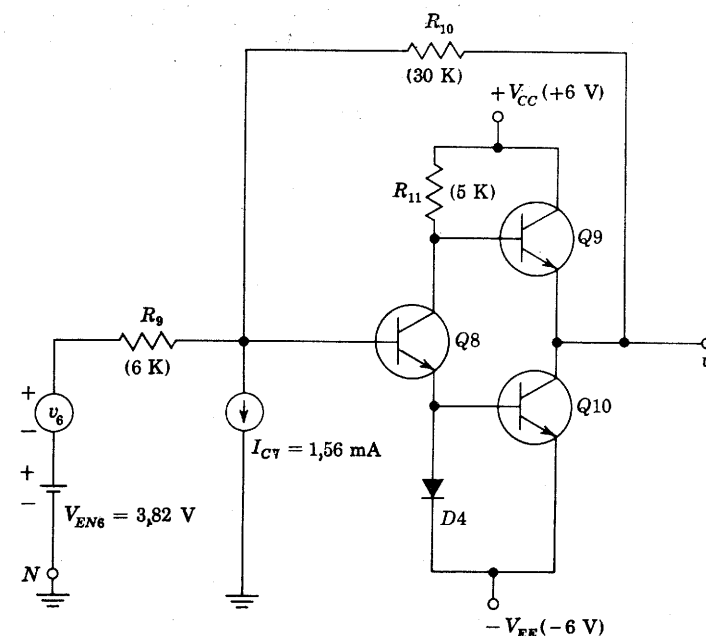 R10
(30 K)
+VCC (+6 V)
R11 (5 K)
Q9
R9
(6 K)
Q8
+
v6
−
Q10
IC7 = 1,56 mA
+
−
VEN6 = 3,82 V
D4
N
− VEE (−6 V)